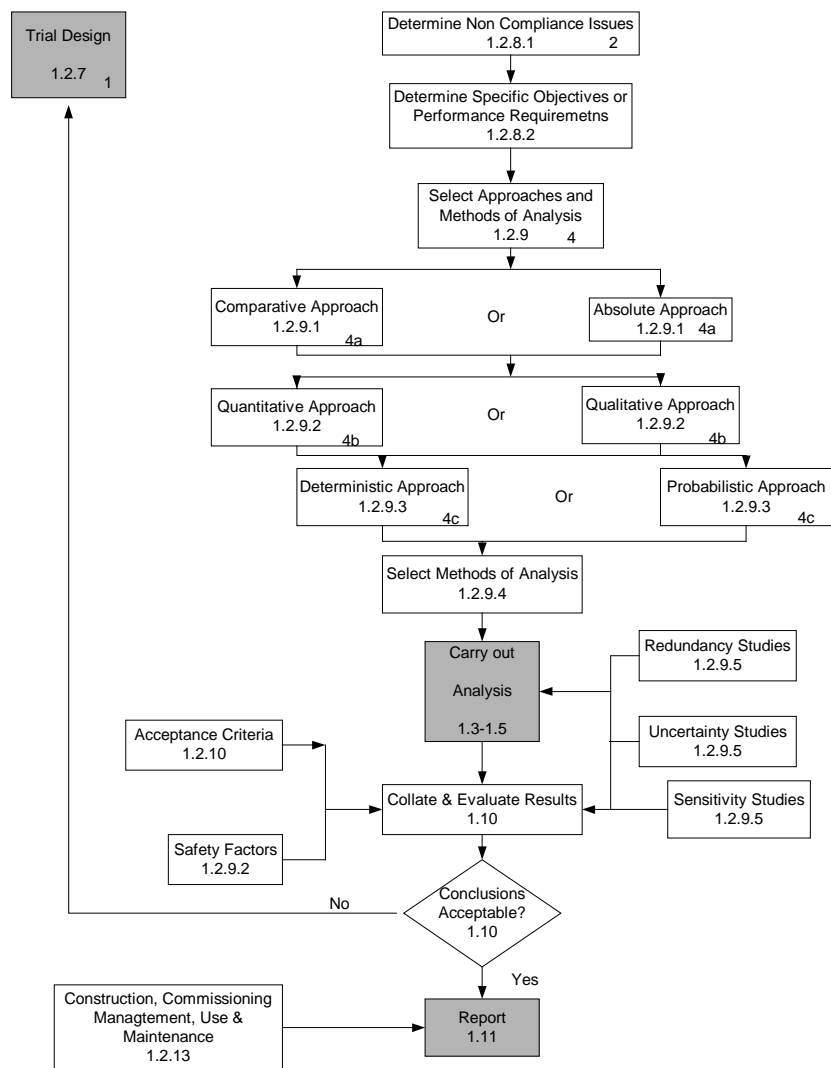 Trial Design
1.2.7
1
Determine Non Compliance Issues
1.2.8.1 2
Determine Specific Objectives or
Performance Requiremetns
1.2.8.2
Select Approaches and
Methods of Analysis
1.2.9 4
Comparative Approach
1.2.9.1
4a
Or
Absolute Approach
1.2.9.1 4a
Quantitative Approach
1.2.9.2
4b
Or
Qualitative Approach
1.2.9.2
4b
Deterministic Approach
1.2.9.3
4c
Or
Probabilistic Approach
1.2.9.3
4c
Select Methods of Analysis
1.2.9.4
Carry out
Analysis
1.3-1.5
Redundancy Studies
1.2.9.5
Uncertainty Studies
1.2.9.5
Sensitivity Studies
1.2.9.5
Acceptance Criteria
1.2.10
Safety Factors
1.2.9.2
Collate & Evaluate Results
1.10
Conclusions
Acceptable?
1.10
No
Yes
Construction, Commissioning
Managtement, Use &
Maintenance
1.2.13
Report
1.11